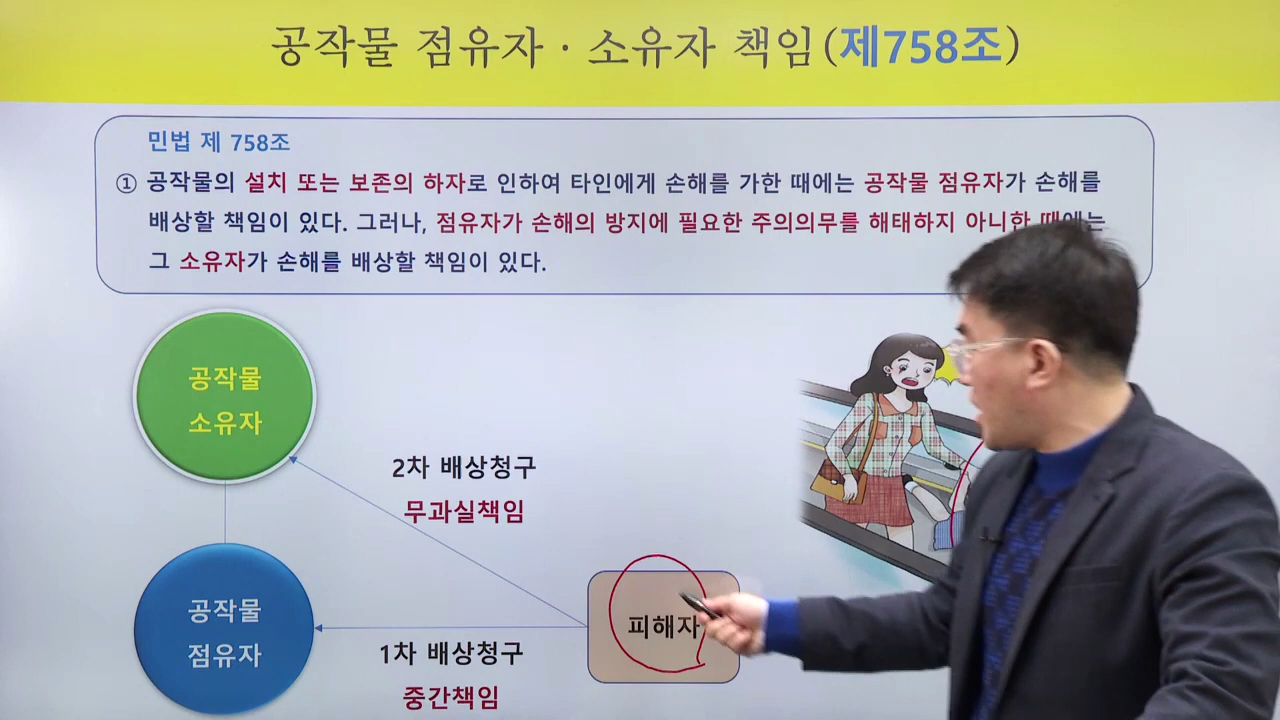 공작물 점유자 · 소유자 책임(제758조)
민법 제 758조
① 공작물의 설치 또는 보존의 하자로 인하여 타인에게 손해를 가한 때에는 공작물 점유자가 손해를
배상할 책임이 있다. 그러나, 점유자가 손해의 방지에 필요한 주의의무를 해태하지 아니한 때에는
그 소유자가 손해를 배상할 책임이 있다.
공작물
소유자
2차 배상청구
무과실책임
공작물
점유자
1차 배상청구
중간책임
피해자